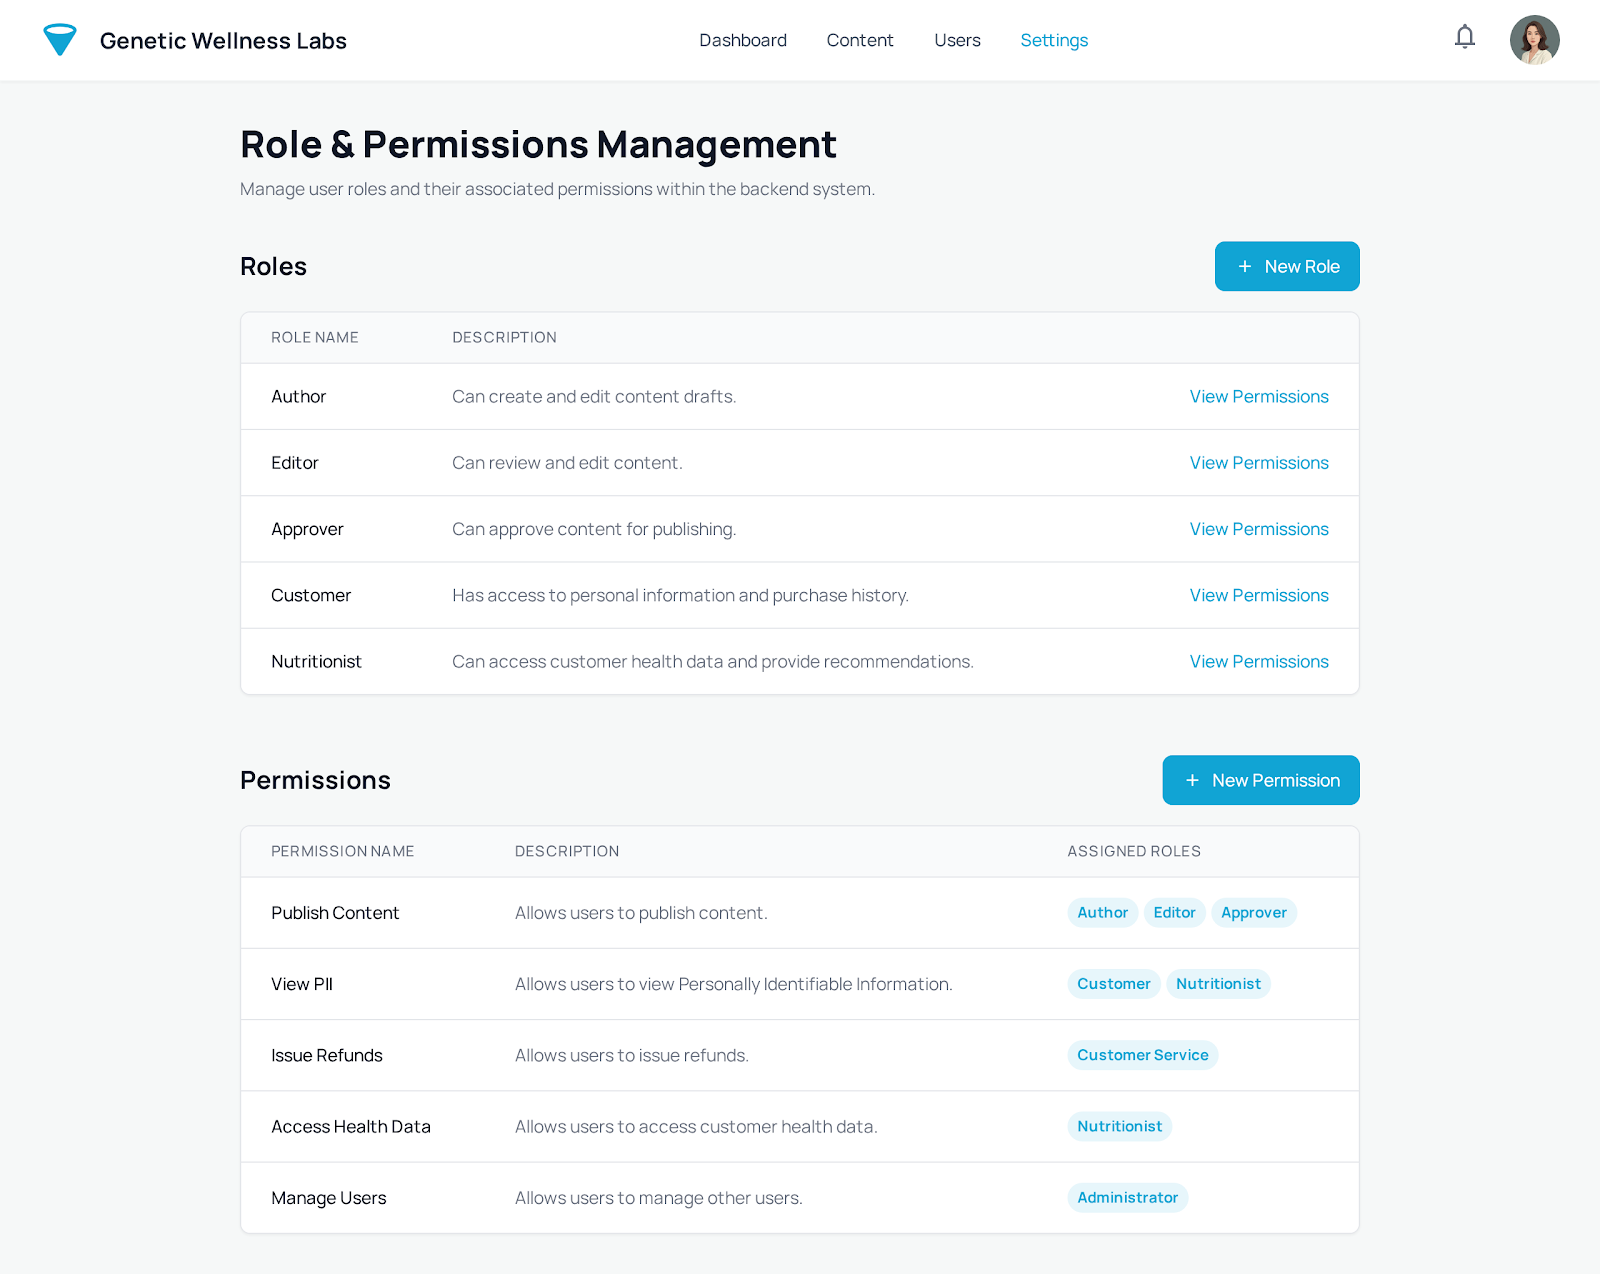 Genetic Wellness Labs
Dashboard Content Users Settings
Role & Permissions Management
Manage user roles and their associated permissions within the backend system.
Roles
+ New Role
ROLE NAME DESCRIPTION
Author Can create and edit content drafts. View Permissions
Editor Can review and edit content. View Permissions
Approver Can approve content for publishing. View Permissions
Customer Has access to personal information and purchase history. View Permissions
Nutritionist Can access customer health data and provide recommendations. View Permissions
Permissions
+ New Permission
PERMISSION NAME DESCRIPTION ASSIGNED ROLES
Publish Content Allows users to publish content. Author Editor Approver
View PII Allows users to view Personally Identifiable Information. Customer Nutritionist
Issue Refunds Allows users to issue refunds. Customer Service
Access Health Data Allows users to access customer health data. Nutritionist
Manage Users Allows users to manage other users. Administrator